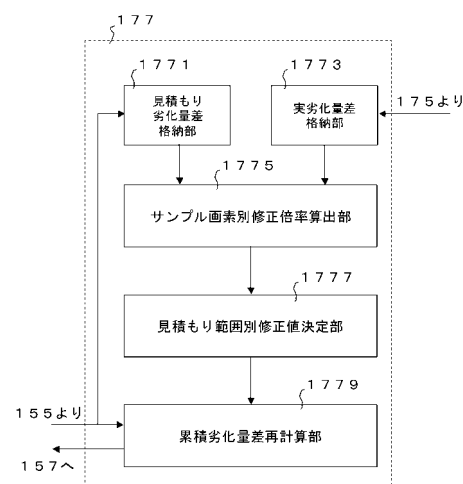 １７７
１７７１
１７７３
見積もり
劣化量差
格納部
実劣化量差
格納部
１７５より
１７７５
サンプル画素別修正倍率算出部
１７７７
見積もり範囲別修正値決定部
１７７９
１５５より
累積劣化量差再計算部
１５７へ